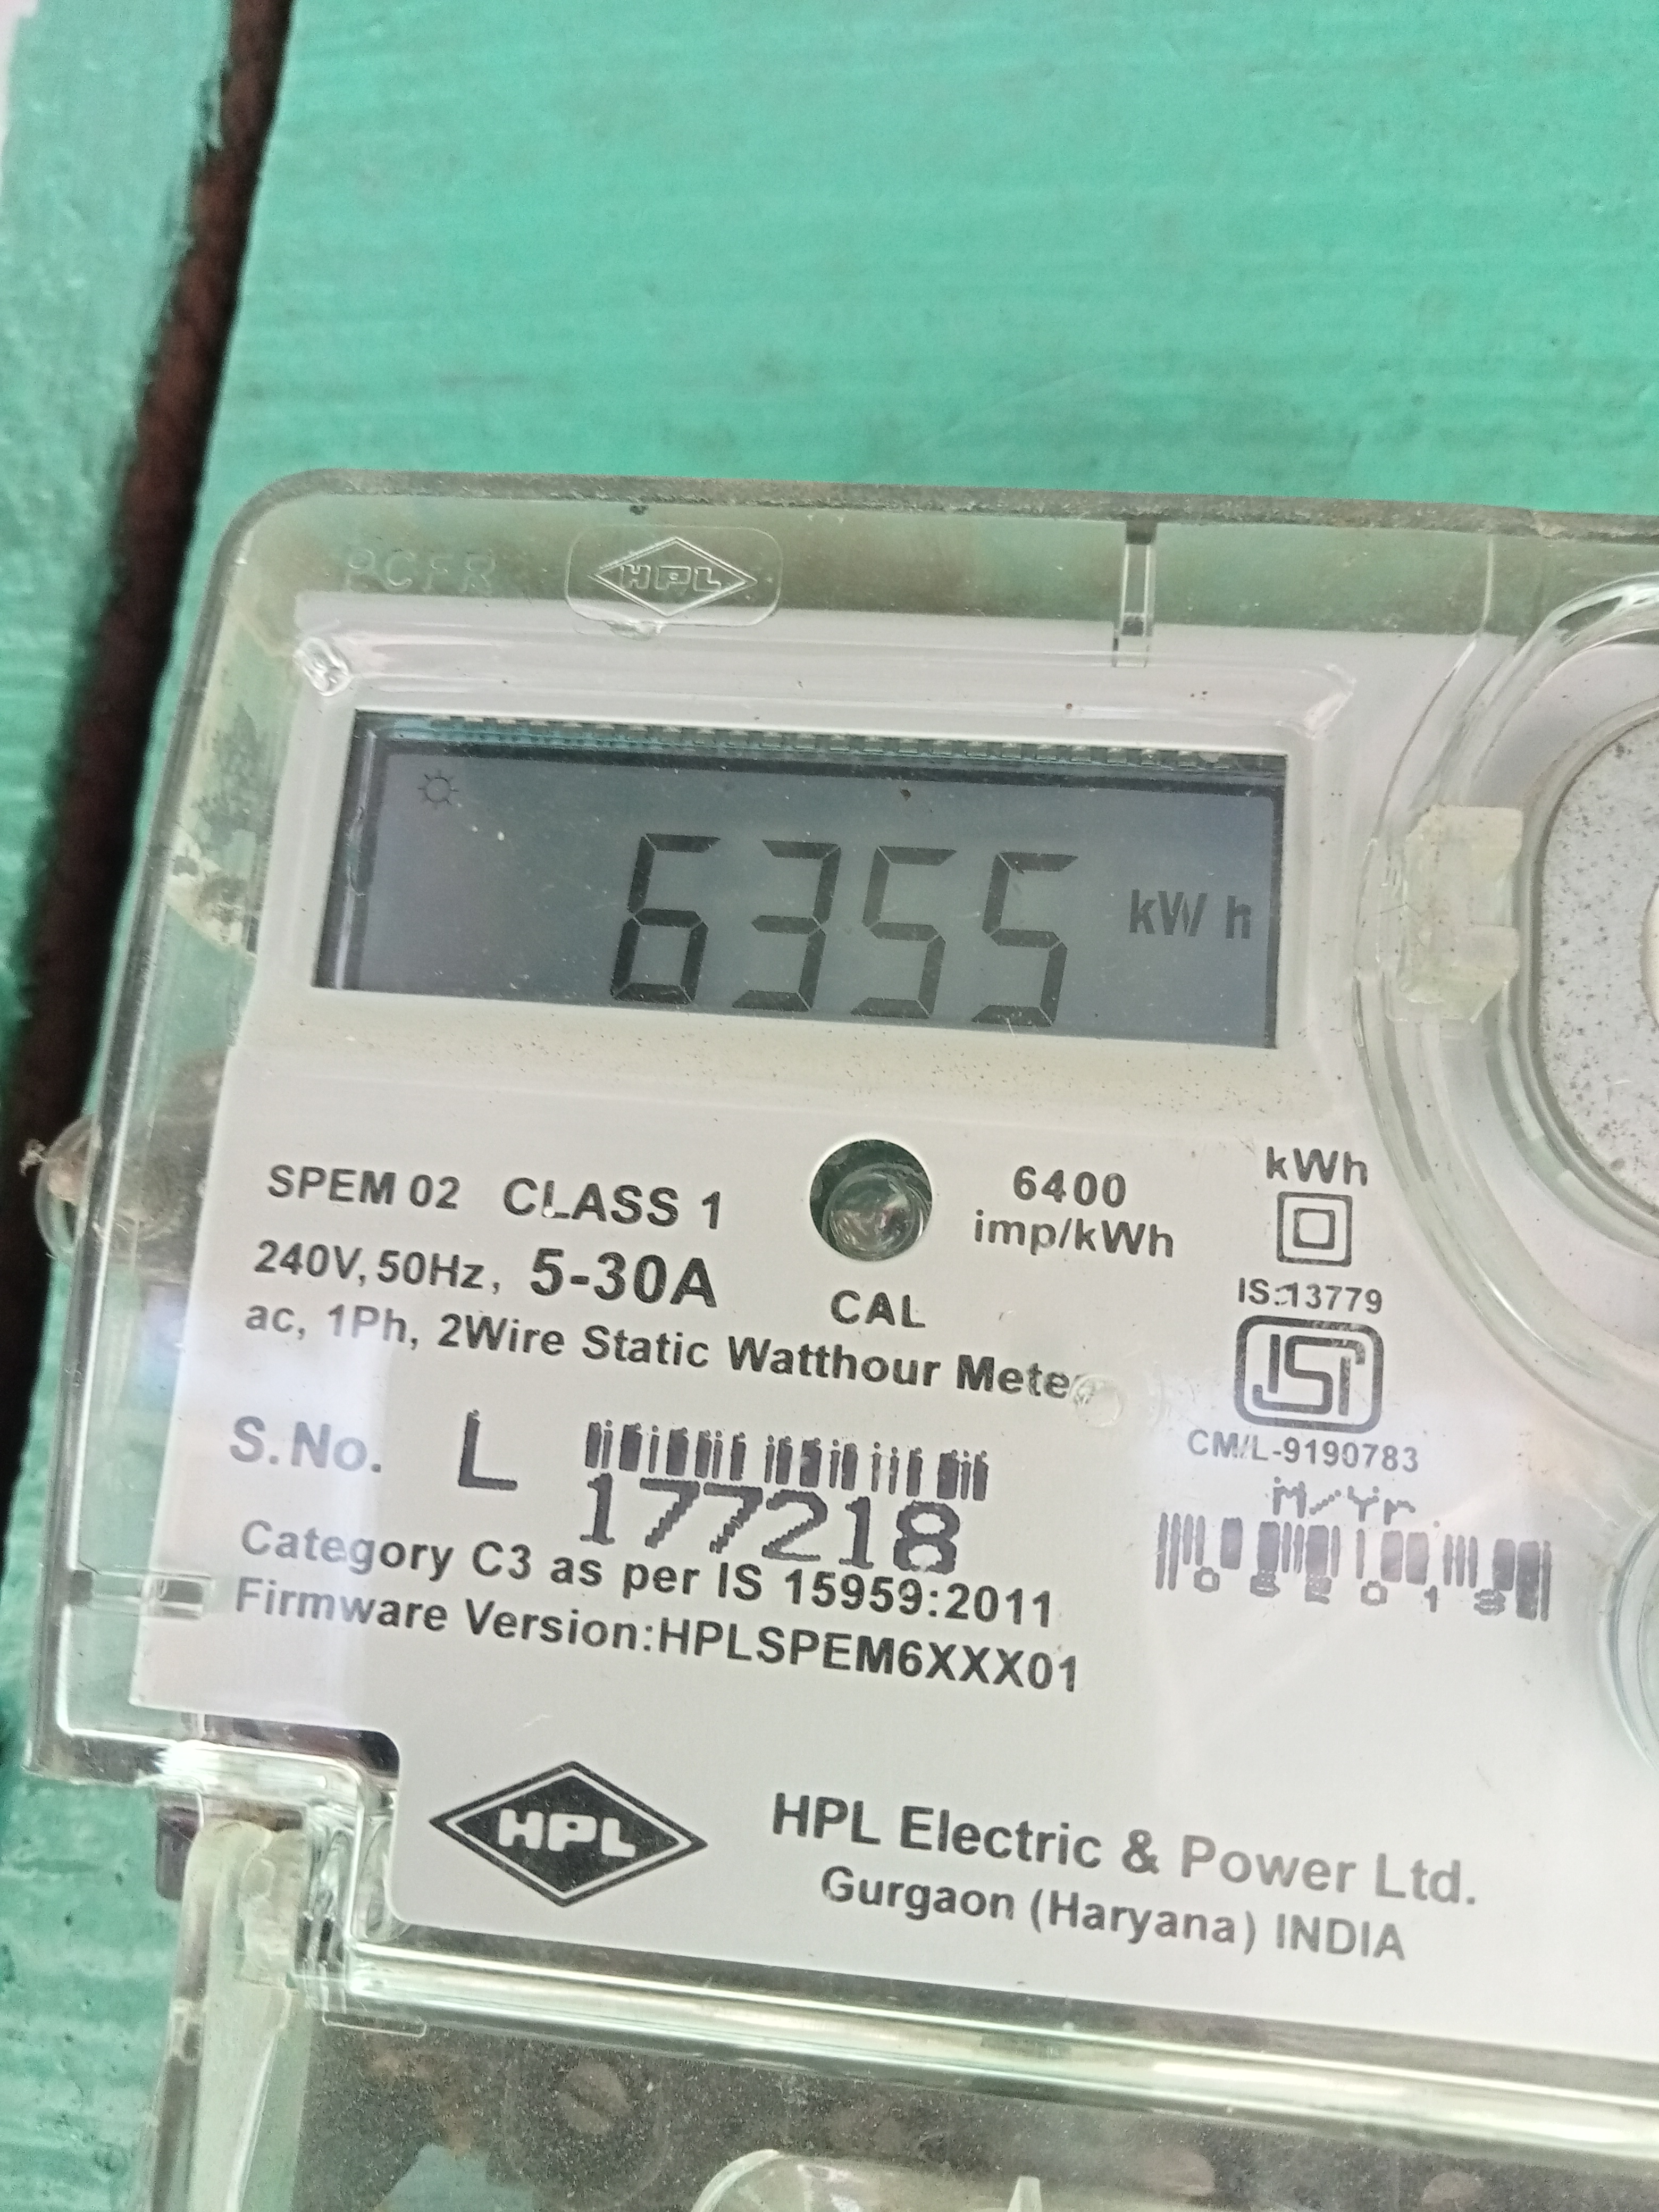 PCFR
HPL
6355 kWh
SPEM 02 CLASS 1
240V, 50Hz, 5-30A
ac, 1Ph, 2Wire Static Watthour Meter
6400
imp/kWh
CAL
kWh
IS:13779
ISI
CM/L-9190783
S.No. L
177218
M/Yr.
Category C3 as per IS 15959:2011
Firmware Version:HPLSPEM6XXX01
HPL
HPL Electric & Power Ltd.
Gurgaon (Haryana) INDIA